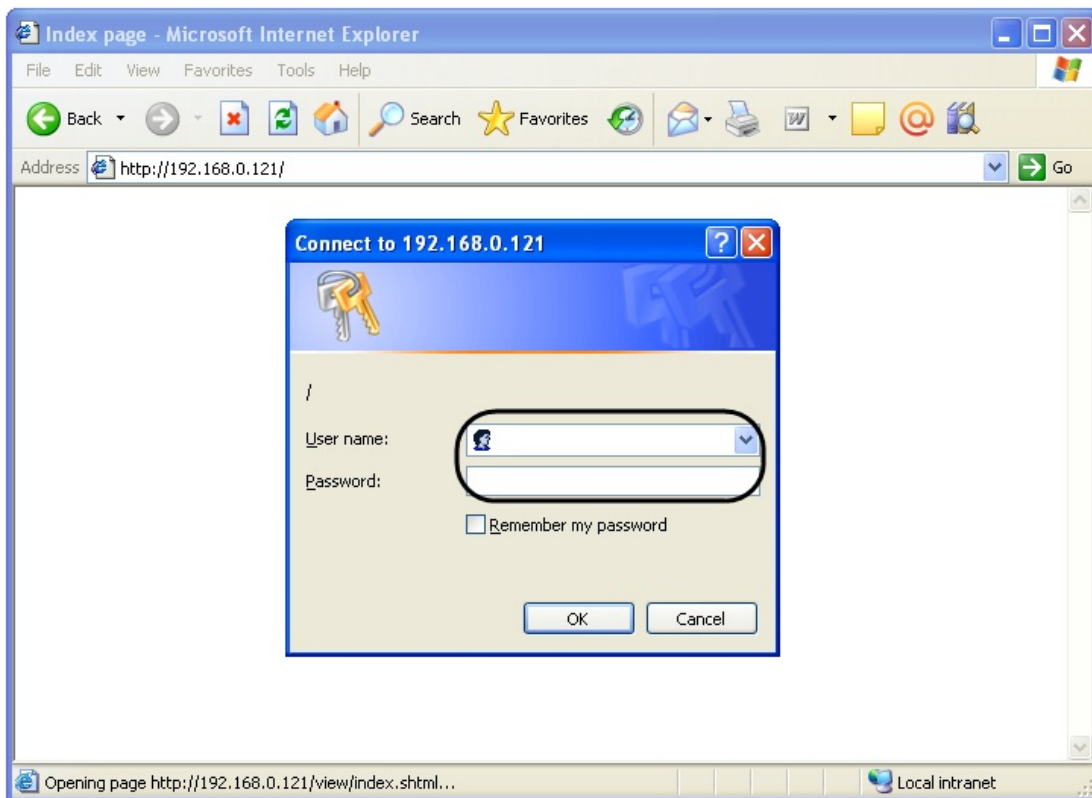 Index page - Microsoft Internet Explorer
File Edit View Favorites Tools Help
Back Search Favorites
Address http://192.168.0.121/ Go
Connect to 192.168.0.121
/
User name:
Password:
Remember my password
OK Cancel
Opening page http://192.168.0.121/view/index.shtml... Local intranet